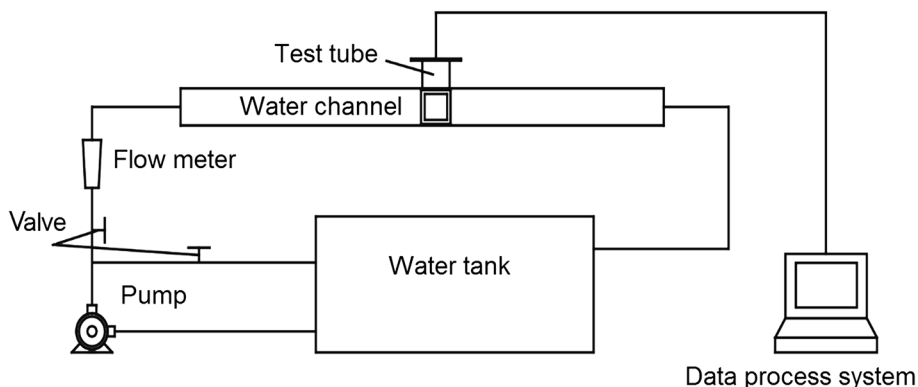 Test tube
Water channel
Flow meter
Valve
Water tank
Pump
Data process system